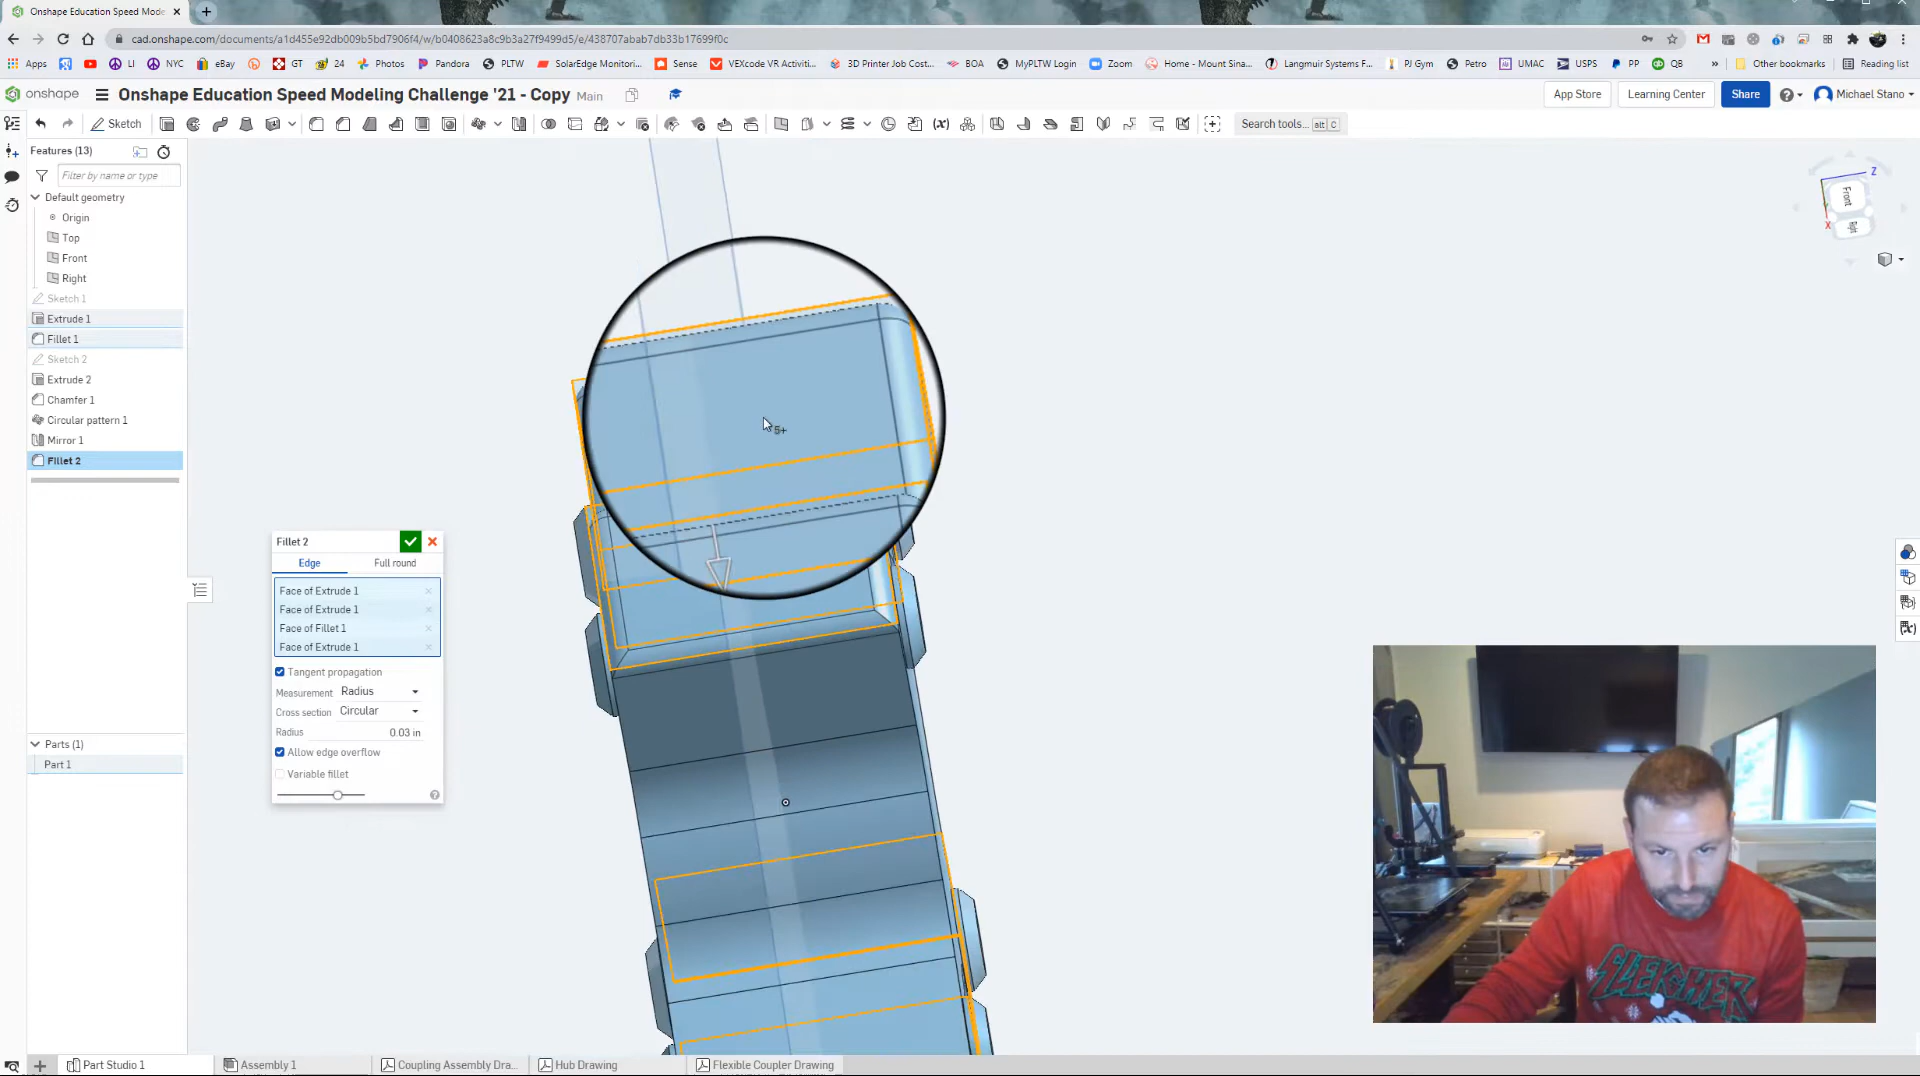 Onshape Education Speed Mode
cad.onshape.com/documents/a1d455e92db009b5bd7906f4/w/b0408623a8c9b3a27f9499d5/e/438707abab7db33b17699f0c
Apps LI NYC eBay GT 24 Photos Pandora PLTW SolarEdge Monitori... Sense VEXcode VR Activiti... 3D Printer Job Cost... BOA MyPLTW Login Zoom Home - Mount Sina... Langmuir Systems F... PJ Gym Petro UMAC USPS PP QB » Other bookmarks Reading list
onshape Onshape Education Speed Modeling Challenge '21 - Copy Main App Store Learning Center Share Michael Stano
Sketch Search tools... alt C
Features (13)
Filter by name or type
Default geometry
Origin
Top
Front
Right
Sketch 1
Extrude 1
Fillet 1
Sketch 2
Extrude 2
Chamfer 1
Circular pattern 1
Mirror 1
Fillet 2
Z
Front
X
5+
Fillet 2
Edge Full round
Face of Extrude 1
Face of Extrude 1
Face of Fillet 1
Face of Extrude 1
Tangent propagation
Measurement Radius
Cross section Circular
Radius 0.03 in
Allow edge overflow
Variable fillet
Parts (1)
Part 1
Part Studio 1 Assembly 1 Coupling Assembly Dra... Hub Drawing Flexible Coupler Drawing